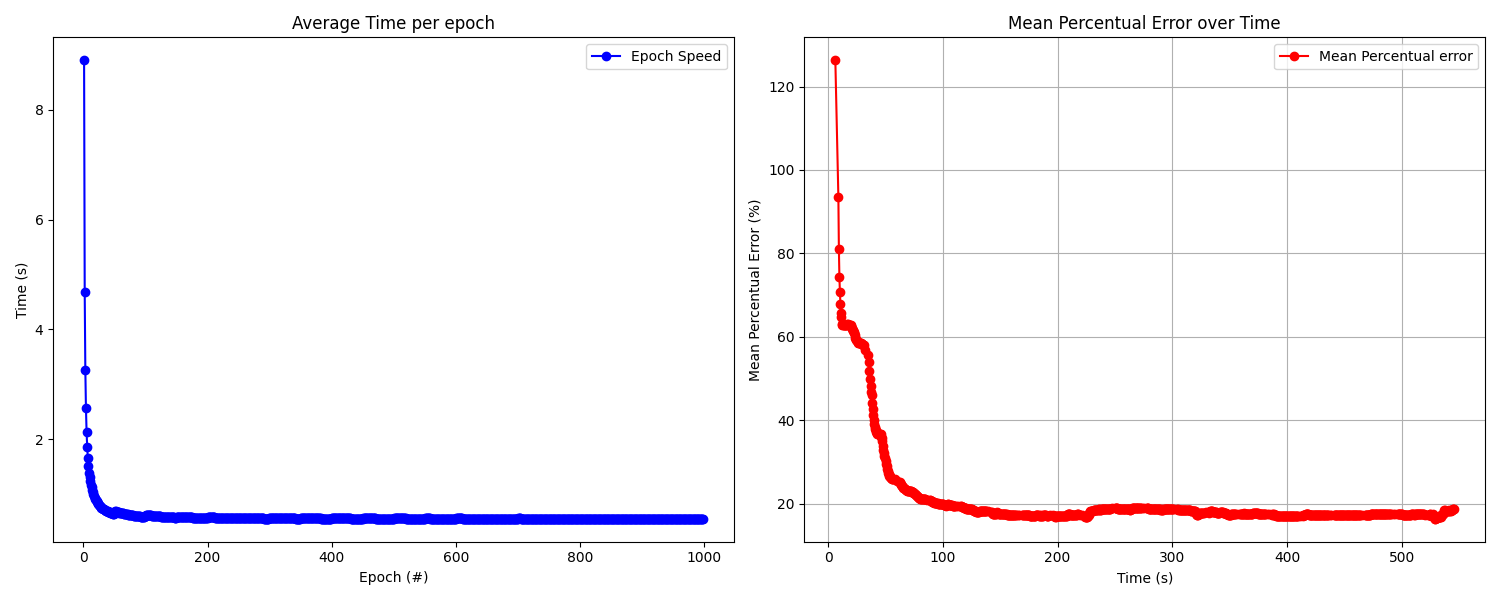 Average Time per epoch
Epoch Speed
8
6
4
2
Time (s)
0
200
400
600
800
1000
Epoch (#)
Mean Percentual Error over Time
Mean Percentual error
120
100
80
60
40
20
Mean Percentual Error (%)
0
100
200
300
400
500
Time (s)